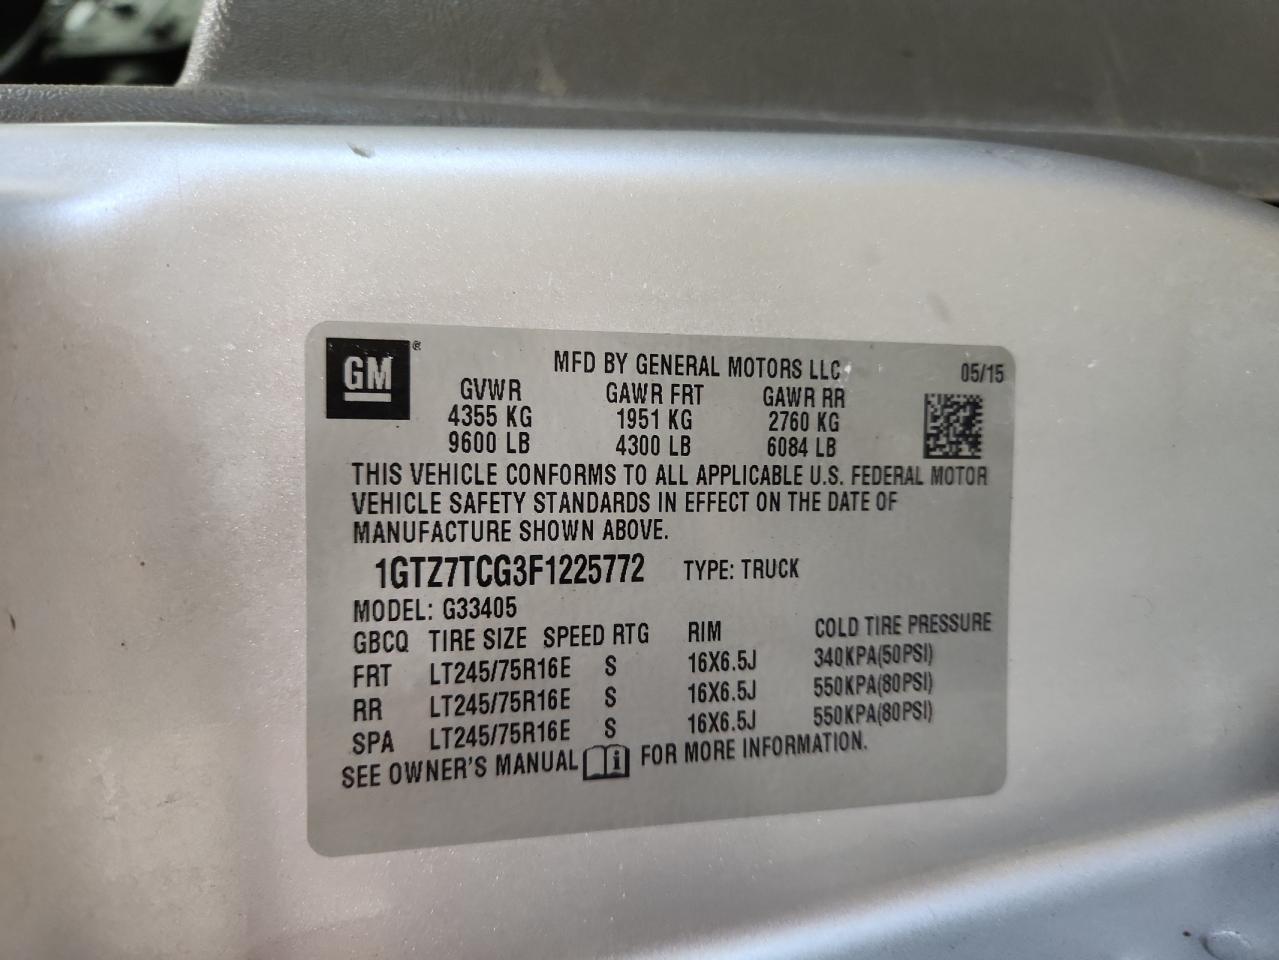 GM ®
MFD BY GENERAL MOTORS LLC 05/15
GVWR GAWR FRT GAWR RR
4355 KG 1951 KG 2760 KG
9600 LB 4300 LB 6084 LB
THIS VEHICLE CONFORMS TO ALL APPLICABLE U.S. FEDERAL MOTOR
VEHICLE SAFETY STANDARDS IN EFFECT ON THE DATE OF
MANUFACTURE SHOWN ABOVE.
1GTZ7TCG3F1225772 TYPE: TRUCK
MODEL: G33405
GBCQ TIRE SIZE SPEED RTG RIM COLD TIRE PRESSURE
FRT LT245/75R16E S 16X6.5J 340KPA(50PSI)
RR LT245/75R16E S 16X6.5J 550KPA(80PSI)
SPA LT245/75R16E S 16X6.5J 550KPA(80PSI)
SEE OWNER'S MANUAL i FOR MORE INFORMATION.